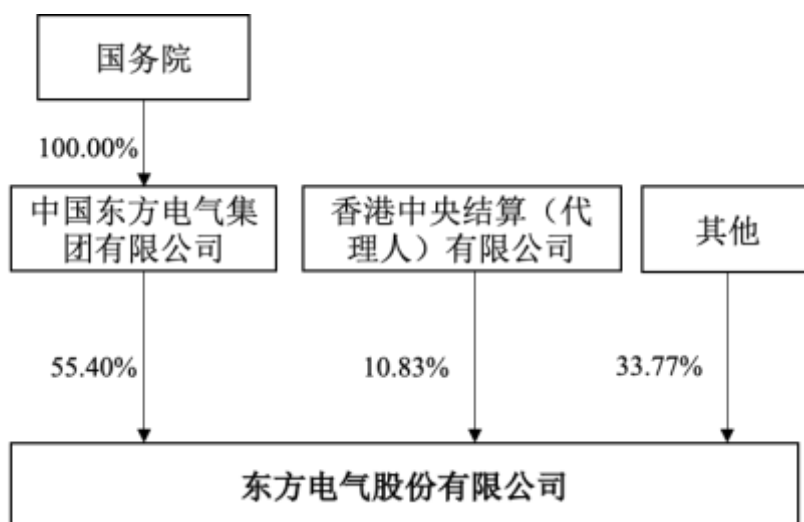 国务院
100.00%
中国东方电气集
团有限公司
香港中央结算（代
理人）有限公司
其他
55.40%
10.83%
33.77%
东方电气股份有限公司